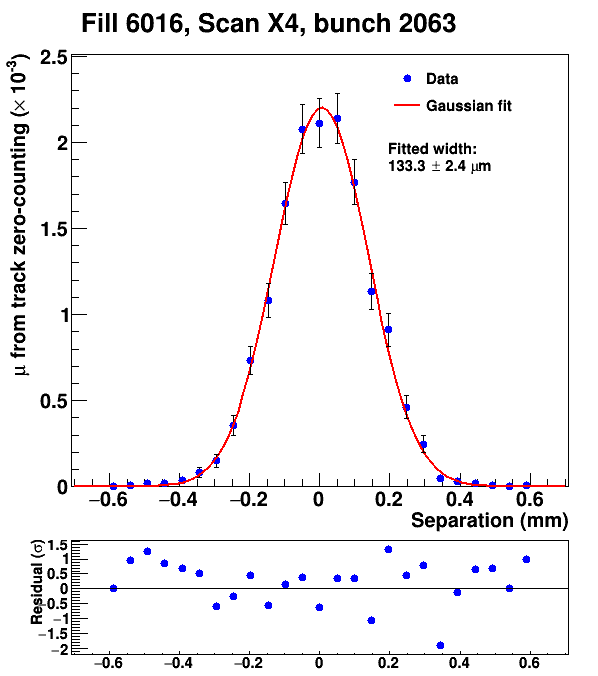 Fill 6016, Scan X4, bunch 2063
μ from track zero-counting (× 10⁻³)
2.5
2
1.5
1
0.5
0
Data
Gaussian fit
Fitted width:
133.3 ± 2.4 μm
−0.6 −0.4 −0.2 0 0.2 0.4 0.6
Separation (mm)
Residual (σ)
1.5
1
0.5
0
−0.5
−1
−1.5
−2
−0.6 −0.4 −0.2 0 0.2 0.4 0.6